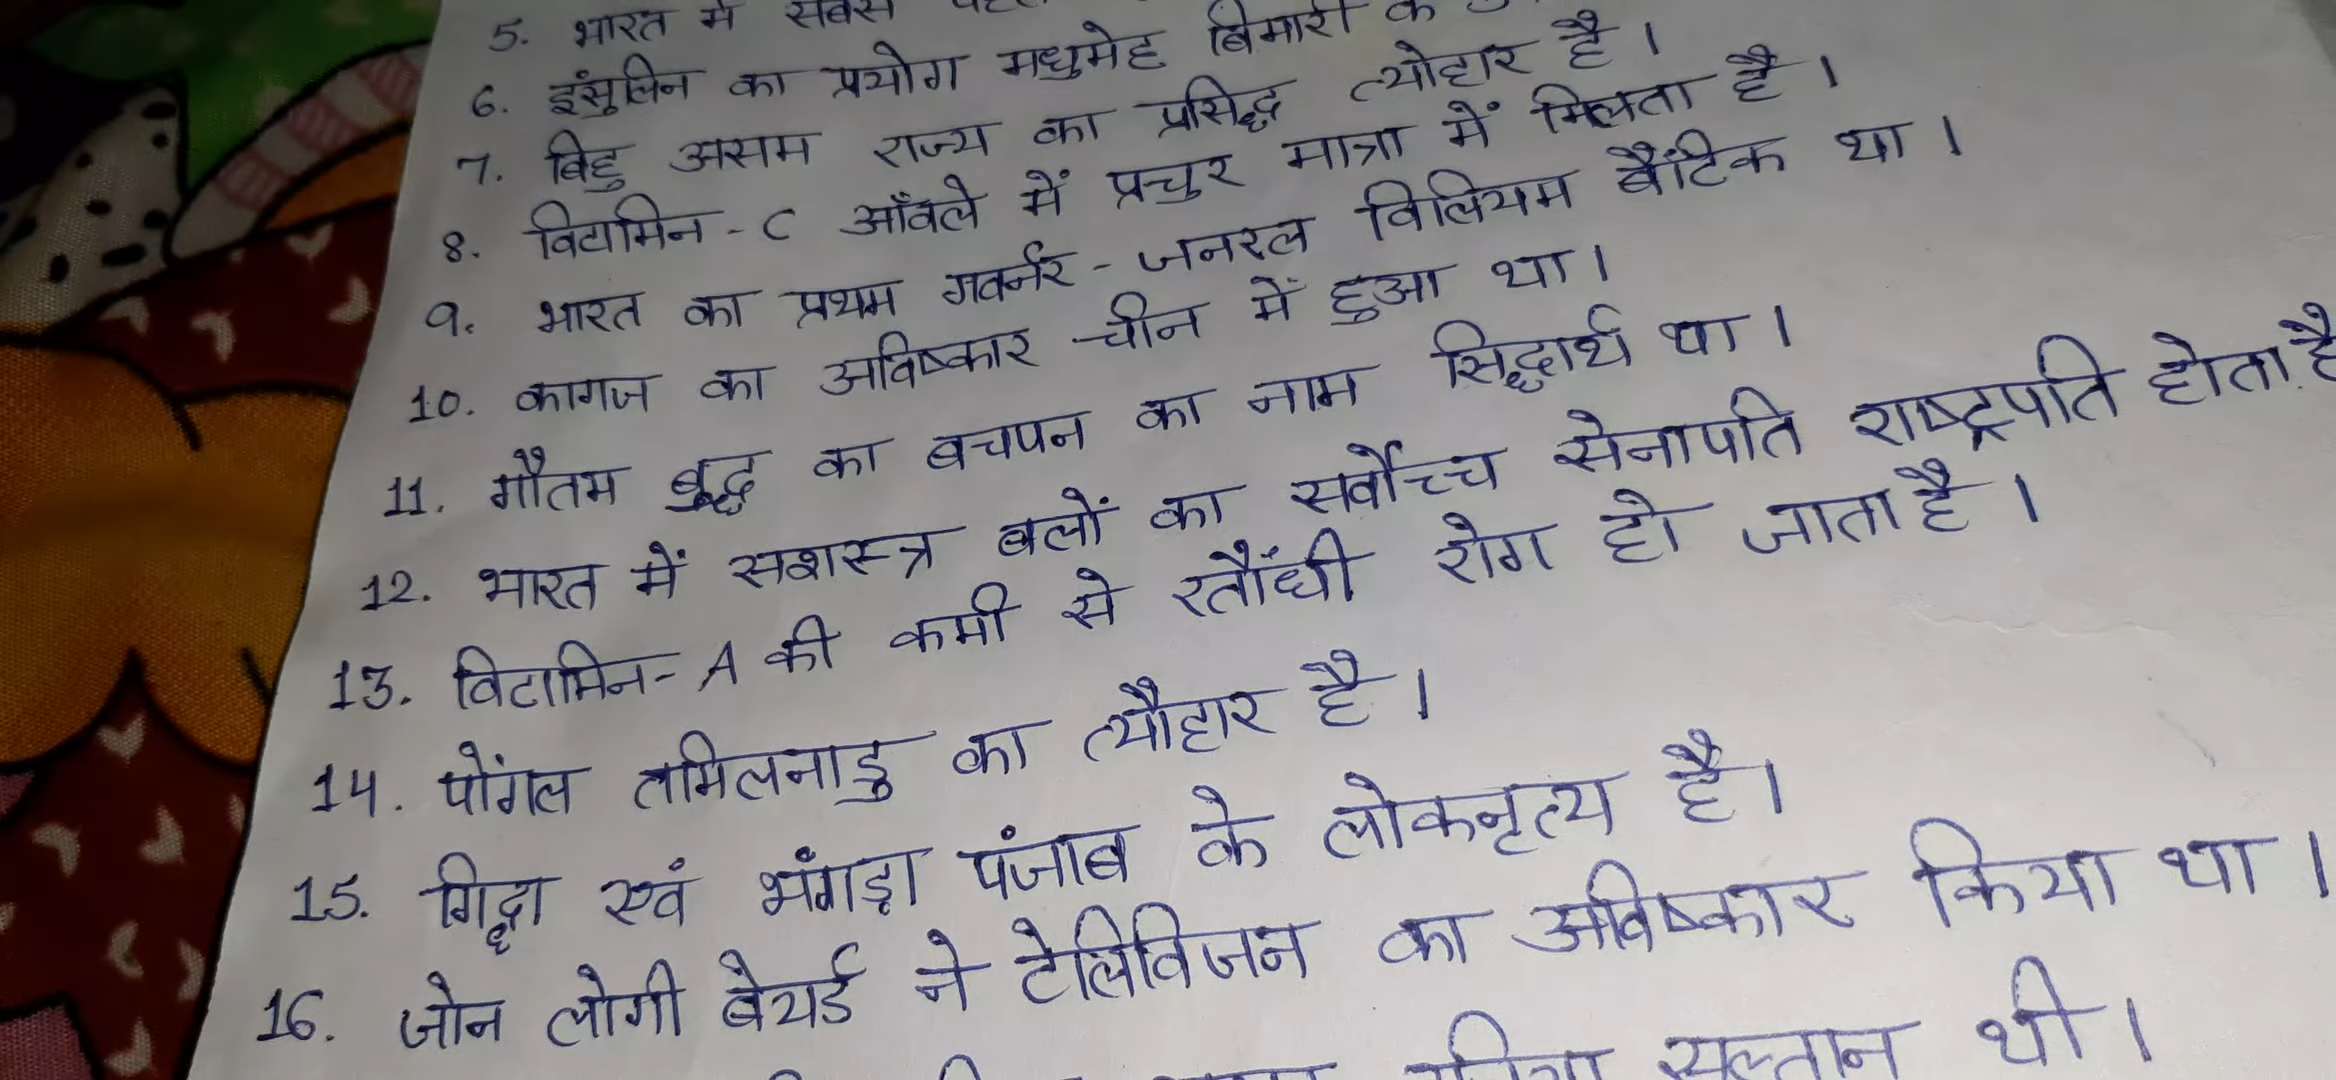 5. भारत में सबसे
6. इंसुलिन का प्रयोग मधुमेह बिमारी के
7. बिहु असम राज्य का प्रसिद्ध त्योहार है ।
8. विटामिन - C आँवले में प्रचुर मात्रा में मिलता है ।
9. भारत का प्रथम गवर्नर - जनरल विलियम बैंटिक था ।
10. कागज का अविष्कार चीन में हुआ था ।
11. गौतम बुद्ध का बचपन का नाम सिद्धार्थ था ।
12. भारत में सशस्त्र बलों का सर्वोच्च सेनापति राष्ट्रपति होता है
13. विटामिन - A की कमी से रतौंधी रोग हो जाता है ।
14. पोंगल तमिलनाडु का त्यौहार है ।
15. गिद्दा एवं भंगड़ा पंजाब के लोकनृत्य है ।
16. जोन लोगी बेयर्ड ने टेलिविजन का अविष्कार किया था ।
सुल्तान थी ।